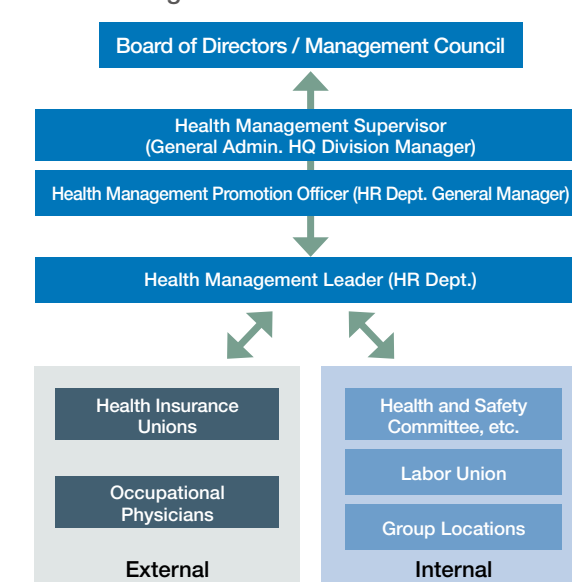 Board of Directors / Management Council
Health Management Supervisor
(General Admin. HQ Division Manager)
Health Management Promotion Officer (HR Dept. General Manager)
Health Management Leader (HR Dept.)
Health Insurance
Unions
Occupational
Physicians
External
Health and Safety
Committee, etc.
Labor Union
Group Locations
Internal